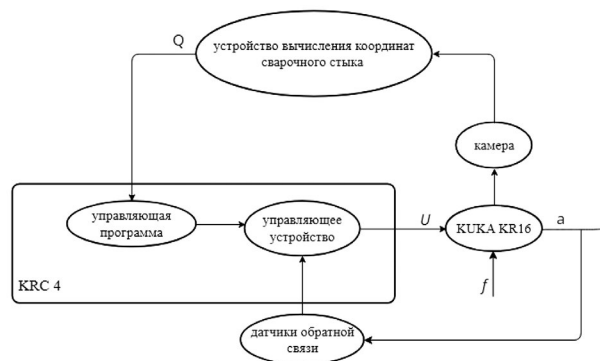 Q
устройство вычисления координат
сварочного стыка
камера
управляющая
программа
управляющее
устройство
U
KUKA KR16
a
KRC 4
f
датчики обратной
связи